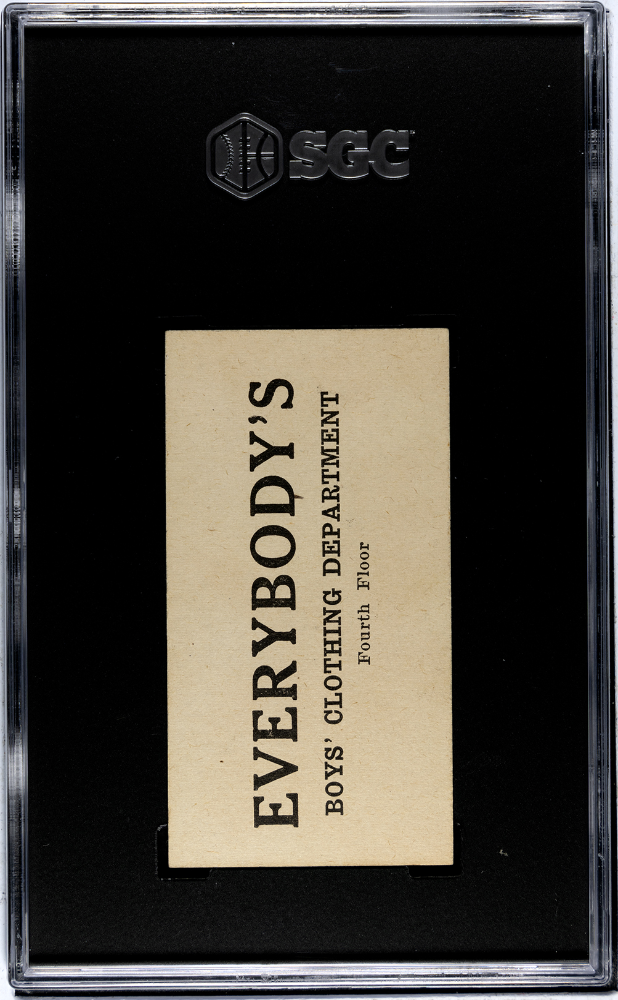 SGC
EVERYBODY'S
BOYS' CLOTHING DEPARTMENT
Fourth Floor